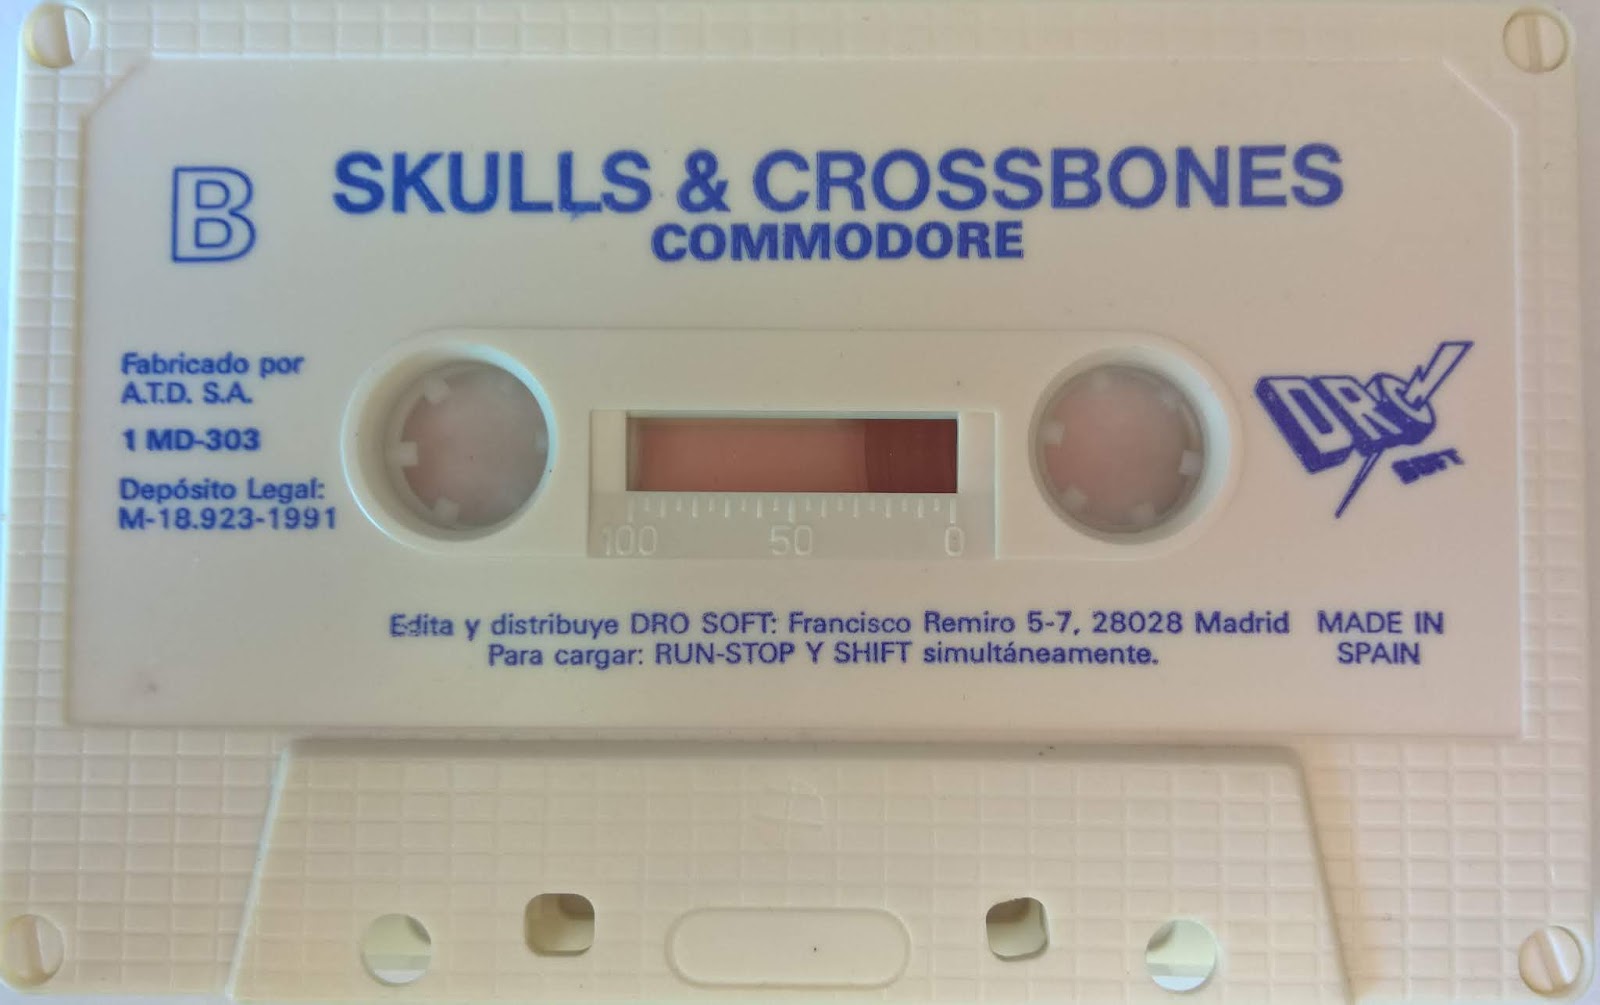 B
SKULLS & CROSSBONES
COMMODORE
Fabricado por
A.T.D. S.A.
1 MD-303
Depósito Legal:
M-18.923-1991
DRO
SOFT
100 50 0
Edita y distribuye DRO SOFT: Francisco Remiro 5-7, 28028 Madrid
Para cargar: RUN-STOP Y SHIFT simultáneamente.
MADE IN
SPAIN